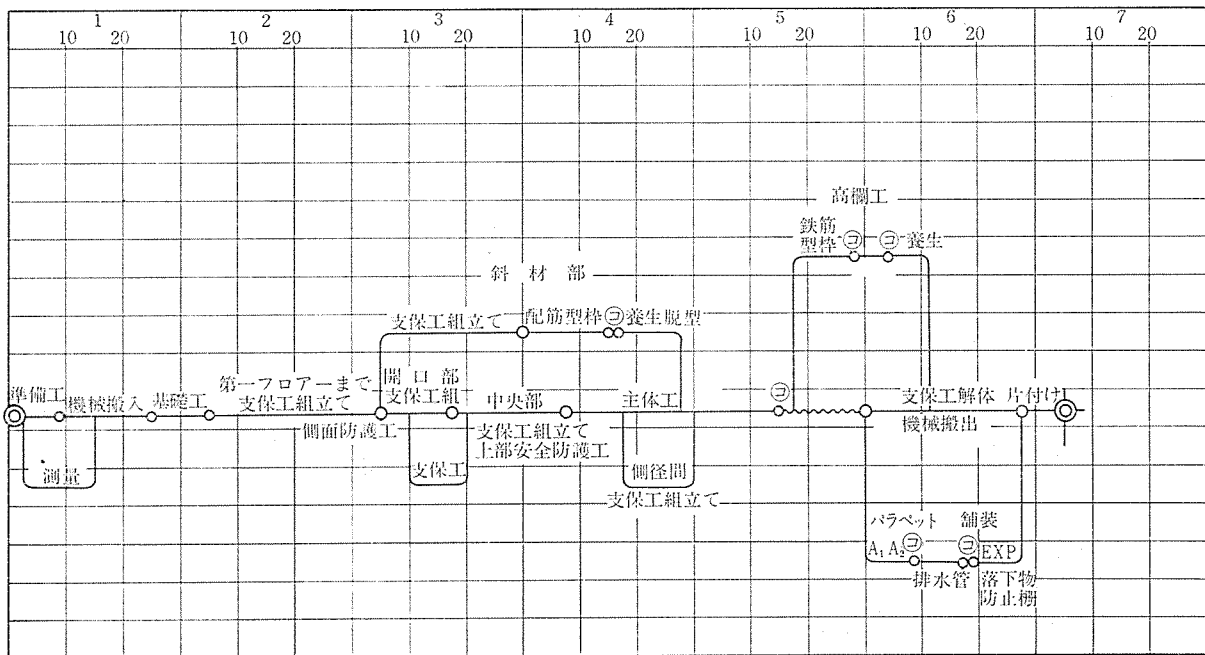 1 2 3 4 5 6 7
10 20 10 20 10 20 10 20 10 20 10 20 10 20
高欄工
鉄筋
型枠 ㋙ ㋙ 養生
斜材部
支保工組立て 配筋型枠 ㋙ 養生脱型
準備工 機械搬入 基礎工
第一フロアーまで
支保工組立て
側面防護工
開口部
支保工組
中央部
支保工組立て
上部安全防護工
主体工
㋙
支保工解体
機械搬出
片付け
測量
支保工
側径間
支保工組立て
パラペット 舗装
A₁ A₂ ㋙ ㋙ EXP
排水管 落下物
防止柵